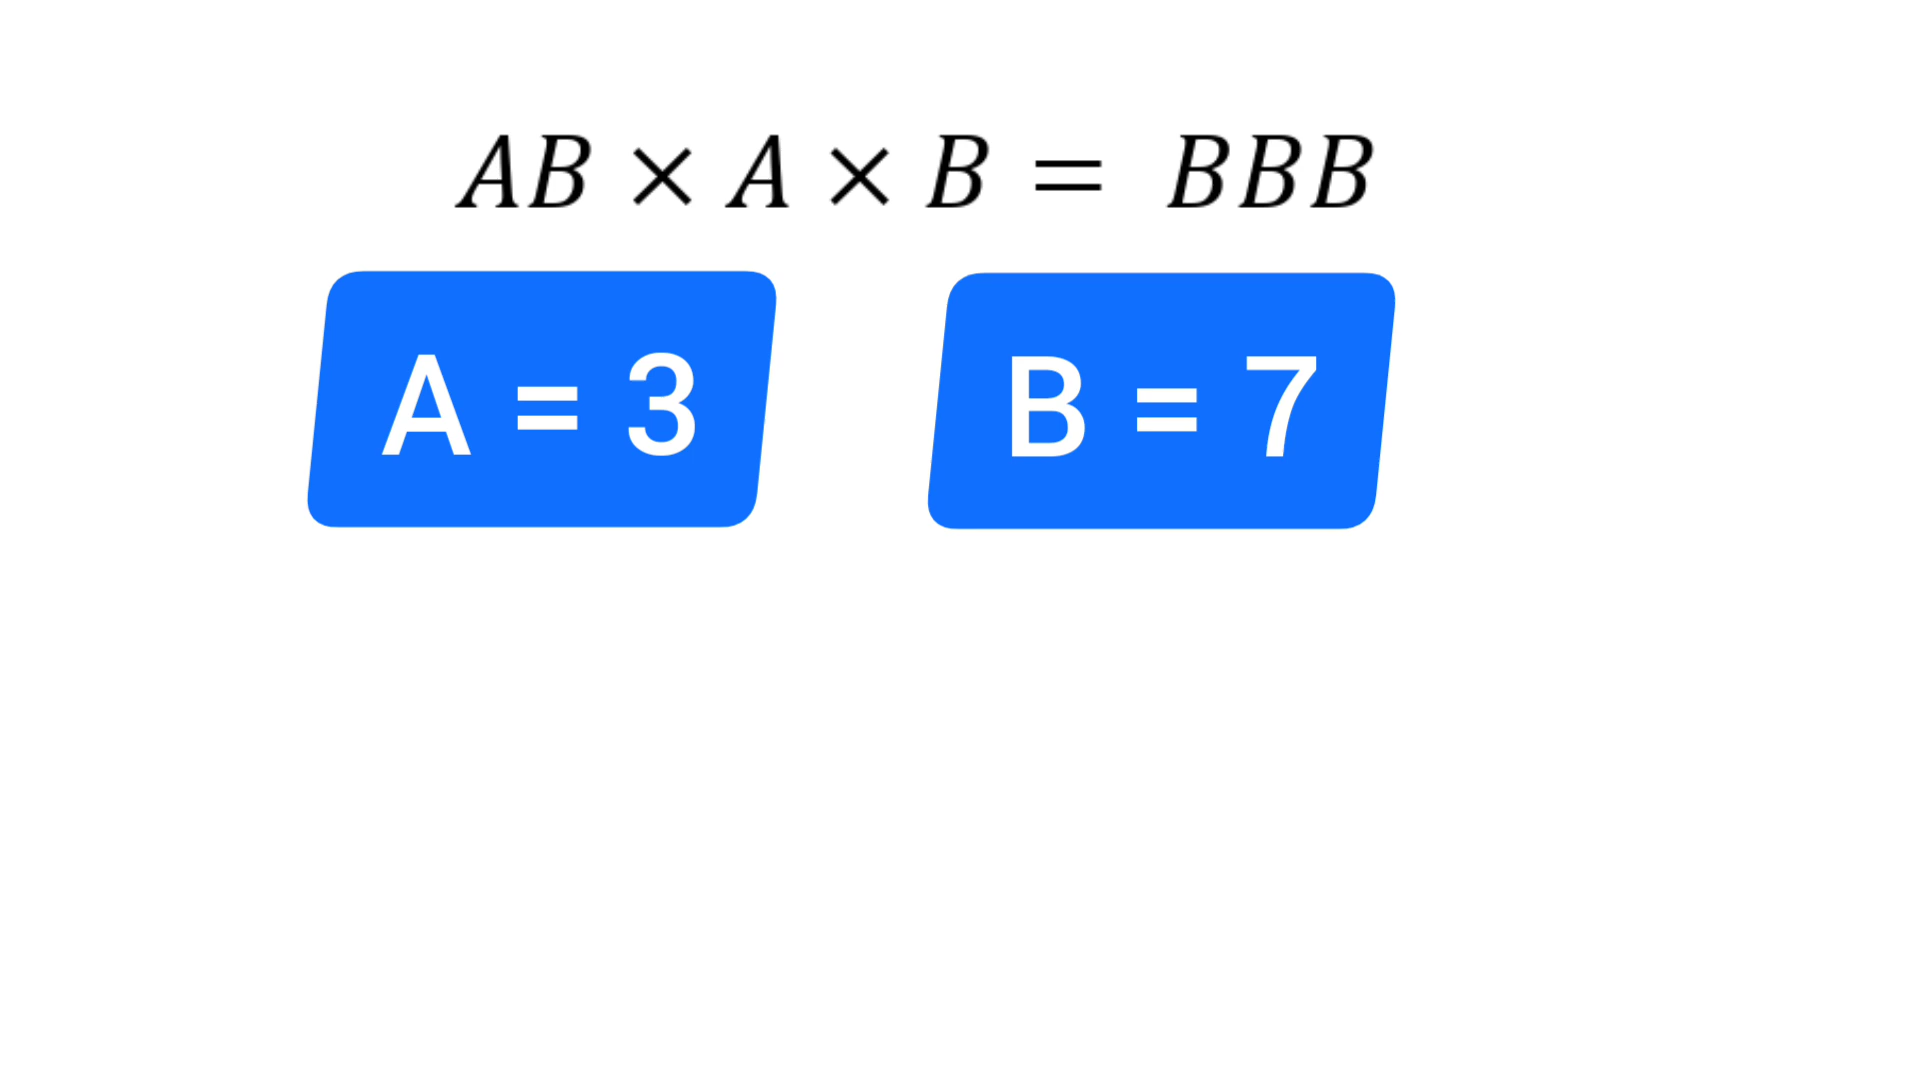 AB × A × B = BBB
A = 3 B = 7